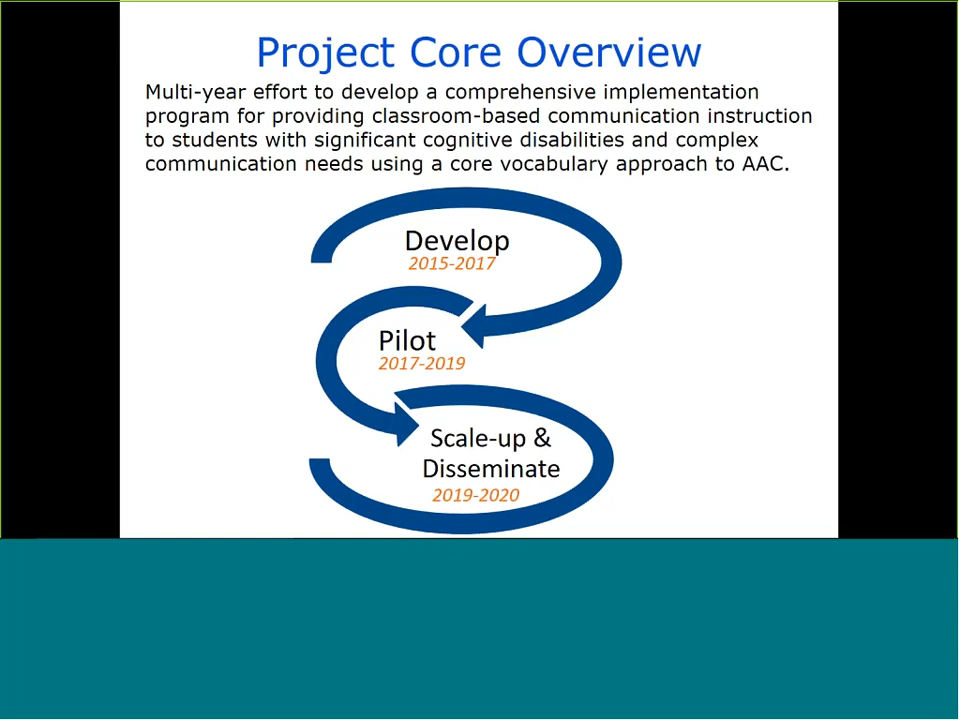 Project Core Overview
Multi-year effort to develop a comprehensive implementation
program for providing classroom-based communication instruction
to students with significant cognitive disabilities and complex
communication needs using a core vocabulary approach to AAC.
Develop
2015-2017
Pilot
2017-2019
Scale-up &
Disseminate
2019-2020